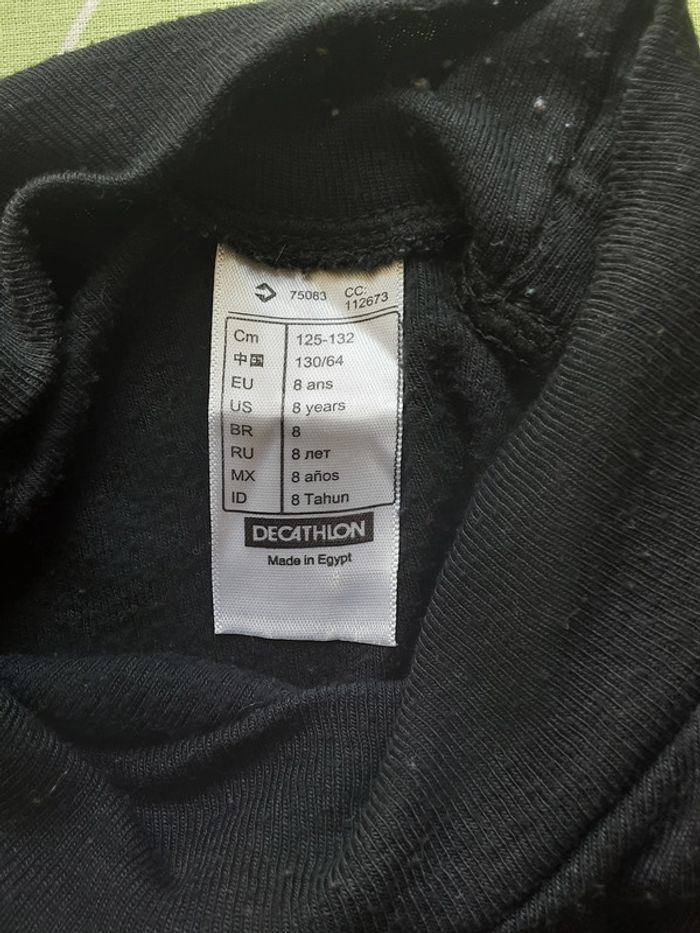 75083 CC:
112673
Cm 125-132
中国 130/64
EU 8 ans
US 8 years
BR 8
RU 8 лет
MX 8 años
ID 8 Tahun
DECATHLON
Made in Egypt